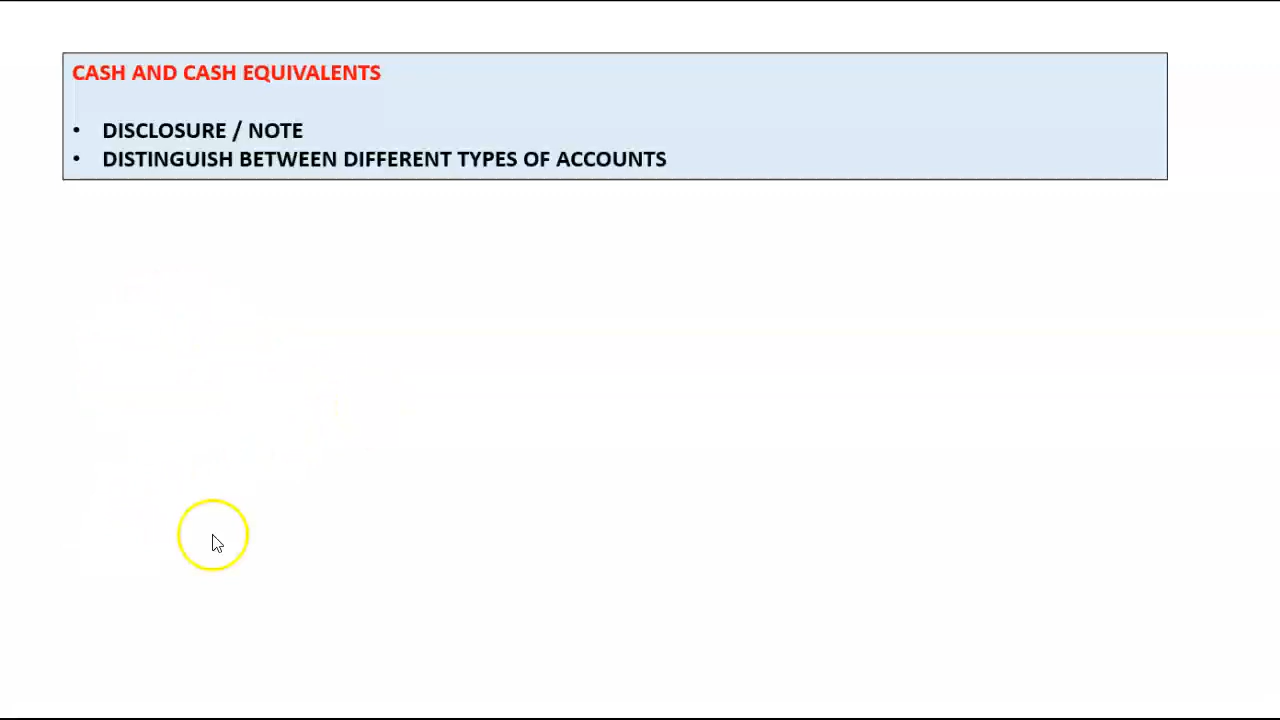 CASH AND CASH EQUIVALENTS
• DISCLOSURE / NOTE
• DISTINGUISH BETWEEN DIFFERENT TYPES OF ACCOUNTS